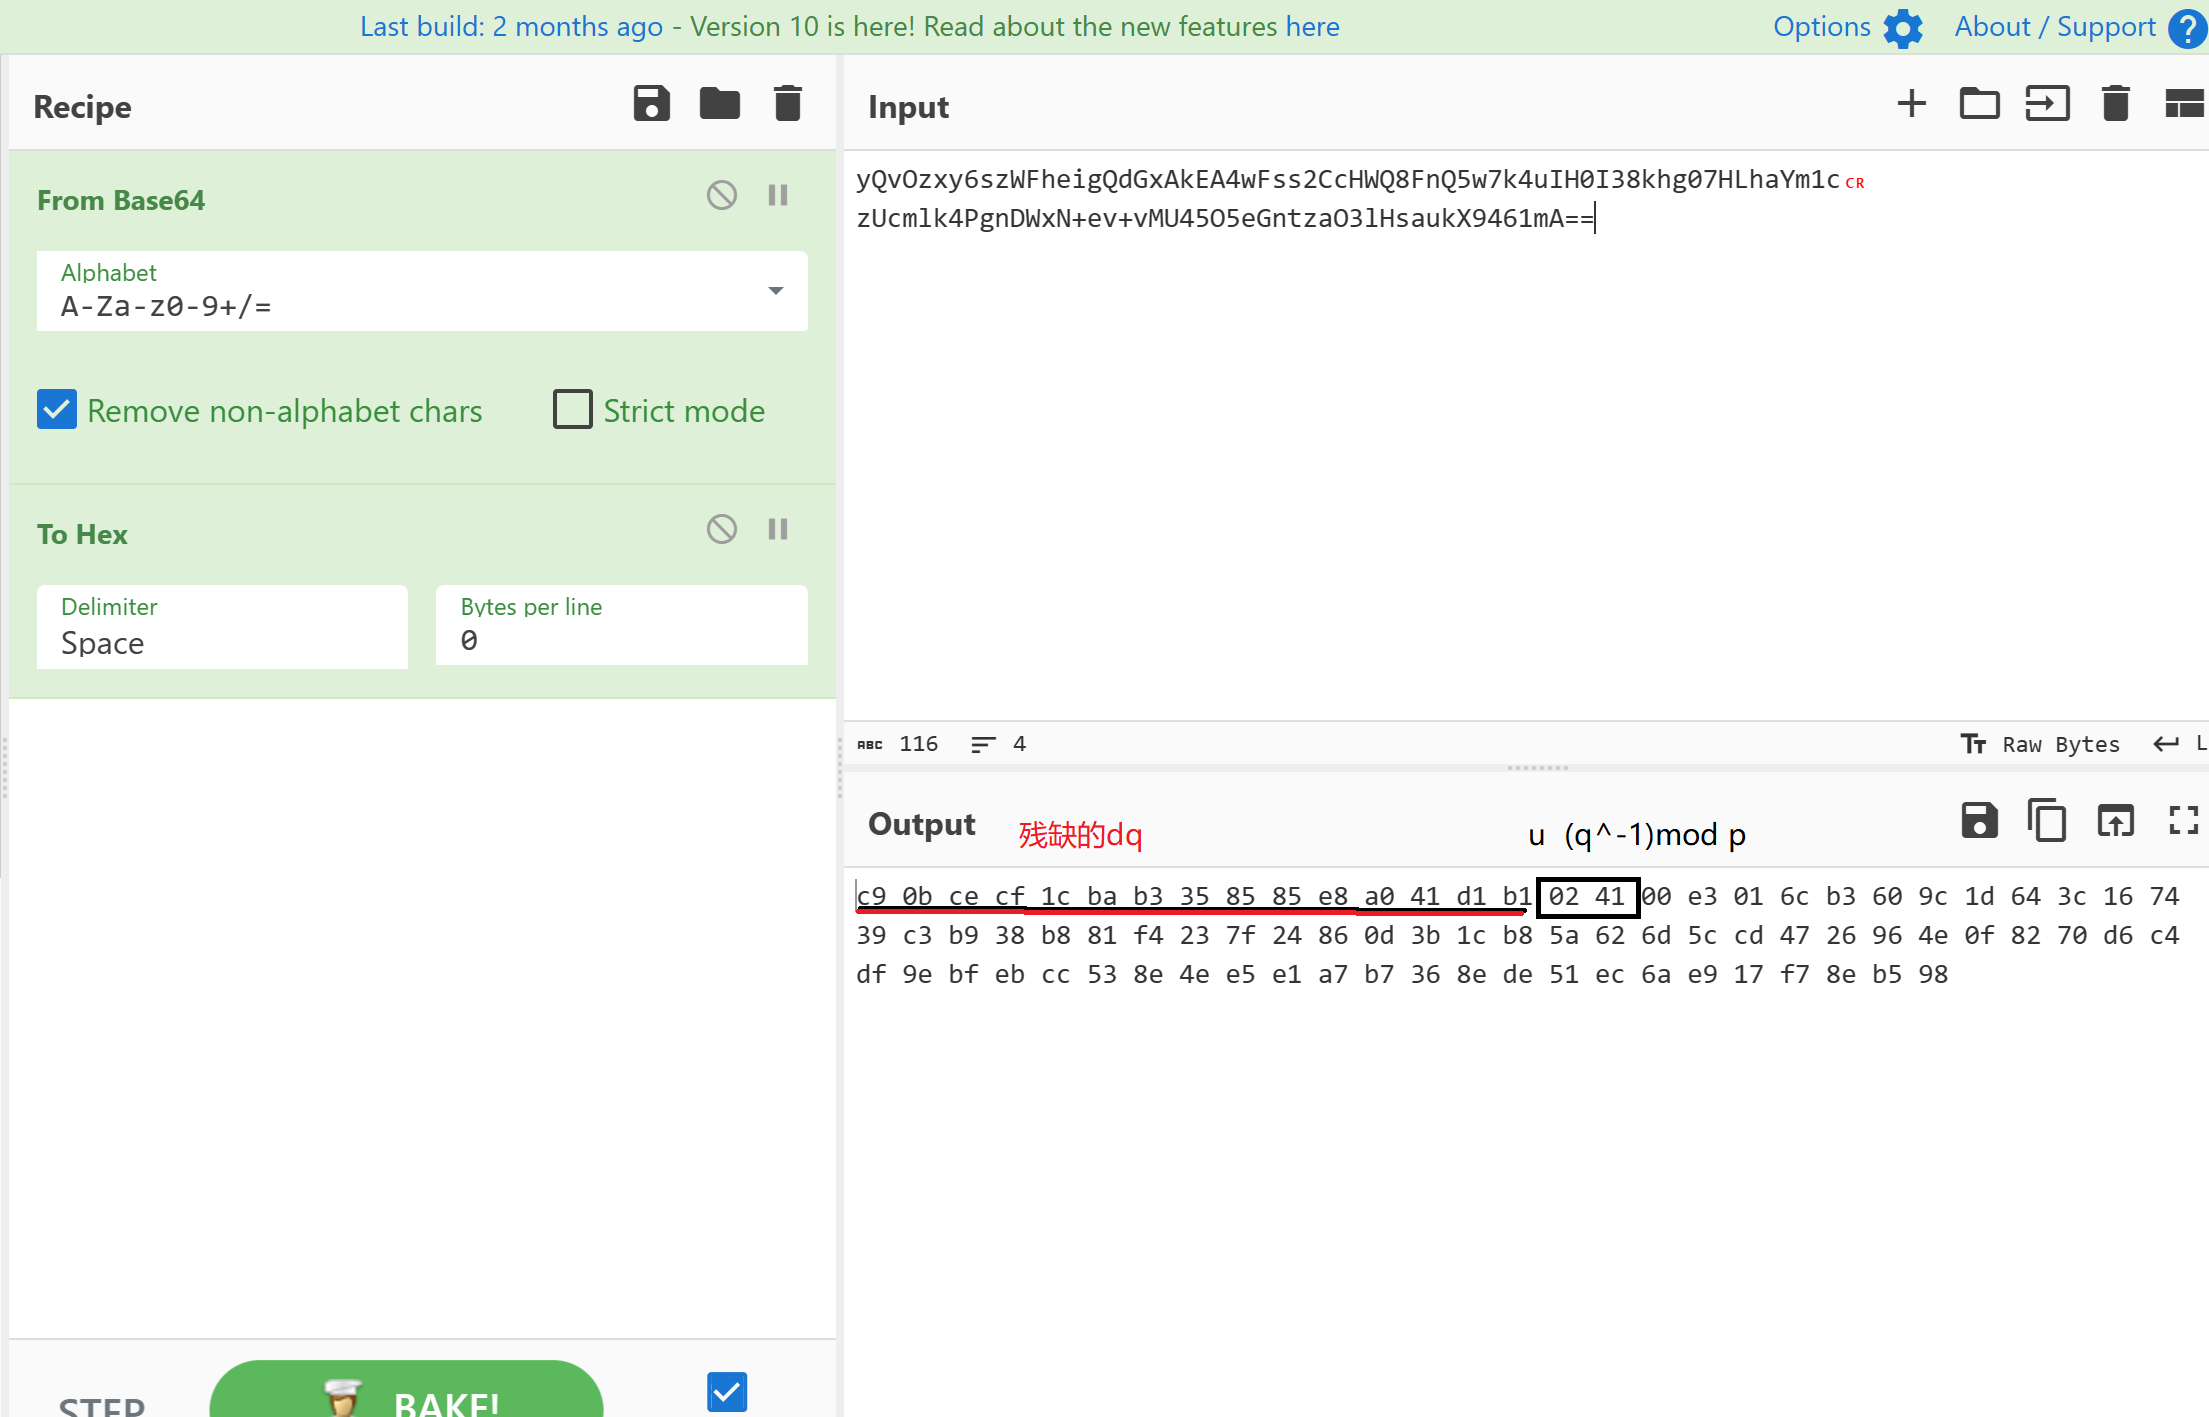 Last build: 2 months ago - Version 10 is here! Read about the new features here
Options
About / Support
Recipe
From Base64
Alphabet
A-Za-z0-9+/=
Remove non-alphabet chars
Strict mode
To Hex
Delimiter
Space
Bytes per line
0
STEP
BAKE!
Input
yQvOzxy6szWFheigQdGxAkEA4wFss2CcHWQ8FnQ5w7k4uIH0I38khg07HLhaYm1cCR
zUcmlk4PgnDWxN+ev+vMU45O5eGntzaO3lHsaukX9461mA==
ABC 116
4
Raw Bytes
L
Output
残缺的dq
u (q^-1)mod p
c9 0b ce cf 1c ba b3 35 85 85 e8 a0 41 d1 b1 02 41 00 e3 01 6c b3 60 9c 1d 64 3c 16 74
39 c3 b9 38 b8 81 f4 23 7f 24 86 0d 3b 1c b8 5a 62 6d 5c cd 47 26 96 4e 0f 82 70 d6 c4
df 9e bf eb cc 53 8e 4e e5 e1 a7 b7 36 8e de 51 ec 6a e9 17 f7 8e b5 98